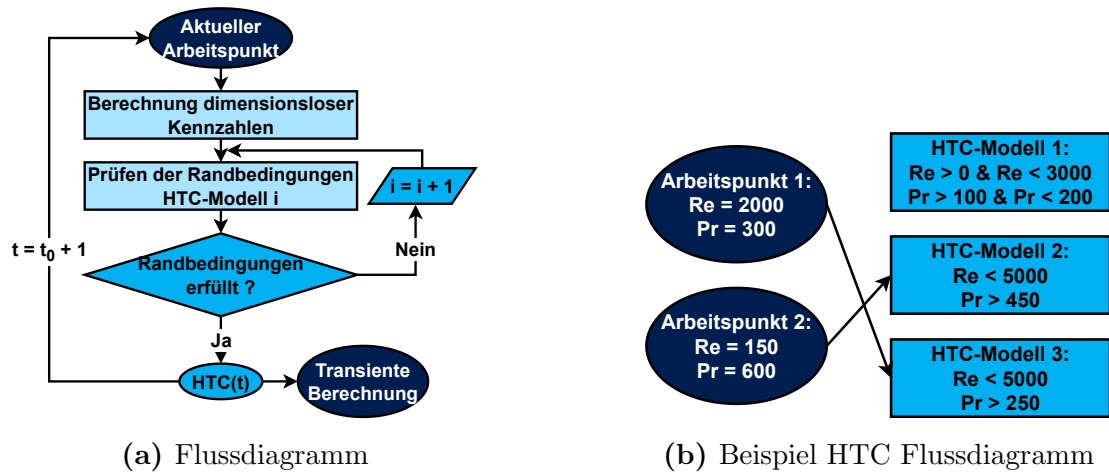 Aktueller
Arbeitspunkt
Berechnung dimensionsloser
Kennzahlen
Prüfen der Randbedingungen
HTC-Modell i
i = i + 1
t = t₀ + 1
Randbedingungen
erfüllt ?
Nein
Ja
HTC(t)
Transiente
Berechnung
(a) Flussdiagramm
Arbeitspunkt 1:
Re = 2000
Pr = 300
Arbeitspunkt 2:
Re = 150
Pr = 600
HTC-Modell 1:
Re > 0 & Re < 3000
Pr > 100 & Pr < 200
HTC-Modell 2:
Re < 5000
Pr > 450
HTC-Modell 3:
Re < 5000
Pr > 250
(b) Beispiel HTC Flussdiagramm